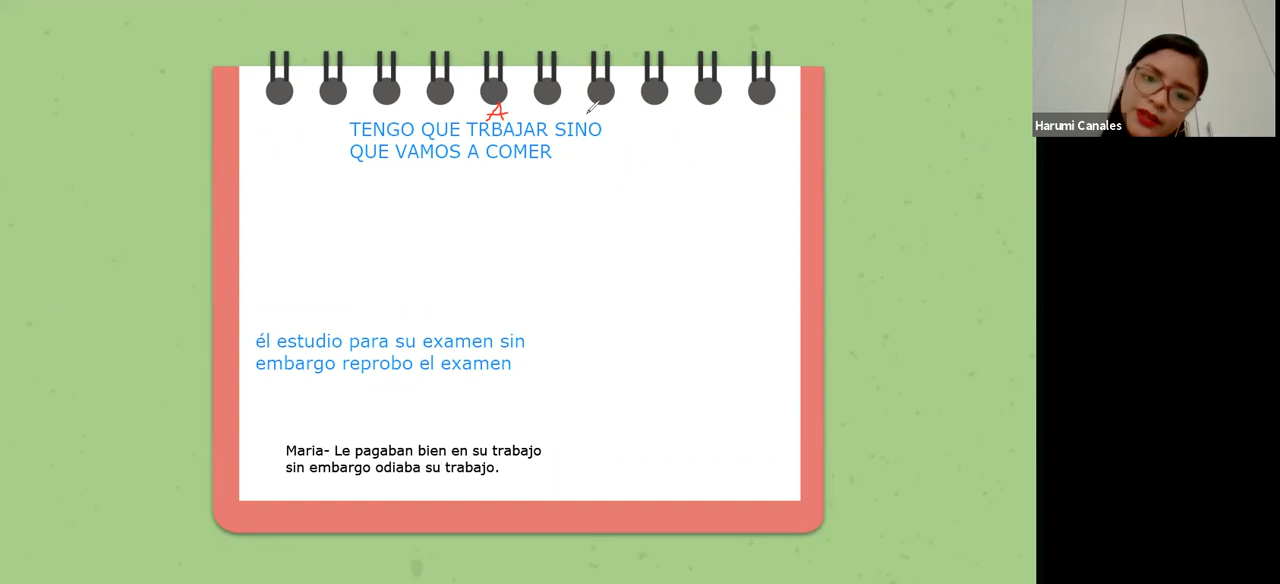 A
TENGO QUE TRBAJAR SINO
QUE VAMOS A COMER
él estudio para su examen sin
embargo reprobo el examen
Maria- Le pagaban bien en su trabajo
sin embargo odiaba su trabajo.
Harumi Canales